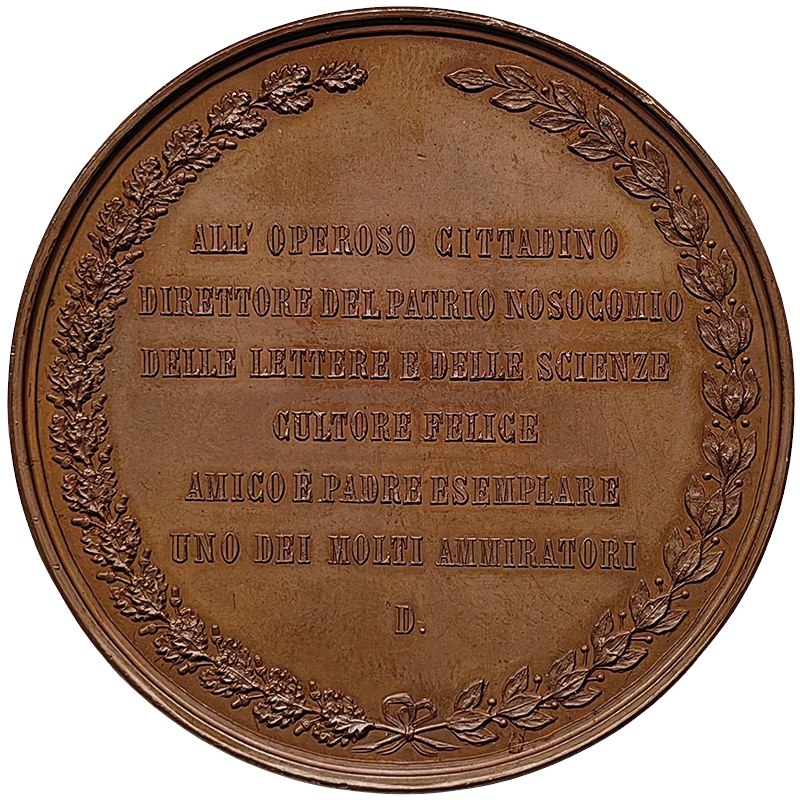 ALL' OPEROSO CITTADINO
DIRETTORE DEL PATRIO NOSOCOMIO
DELLE LETTERE E DELLE SCIENZE
CULTORE FELICE
AMICO E PADRE ESEMPLARE
UNO DEI MOLTI AMMIRATORI
D.